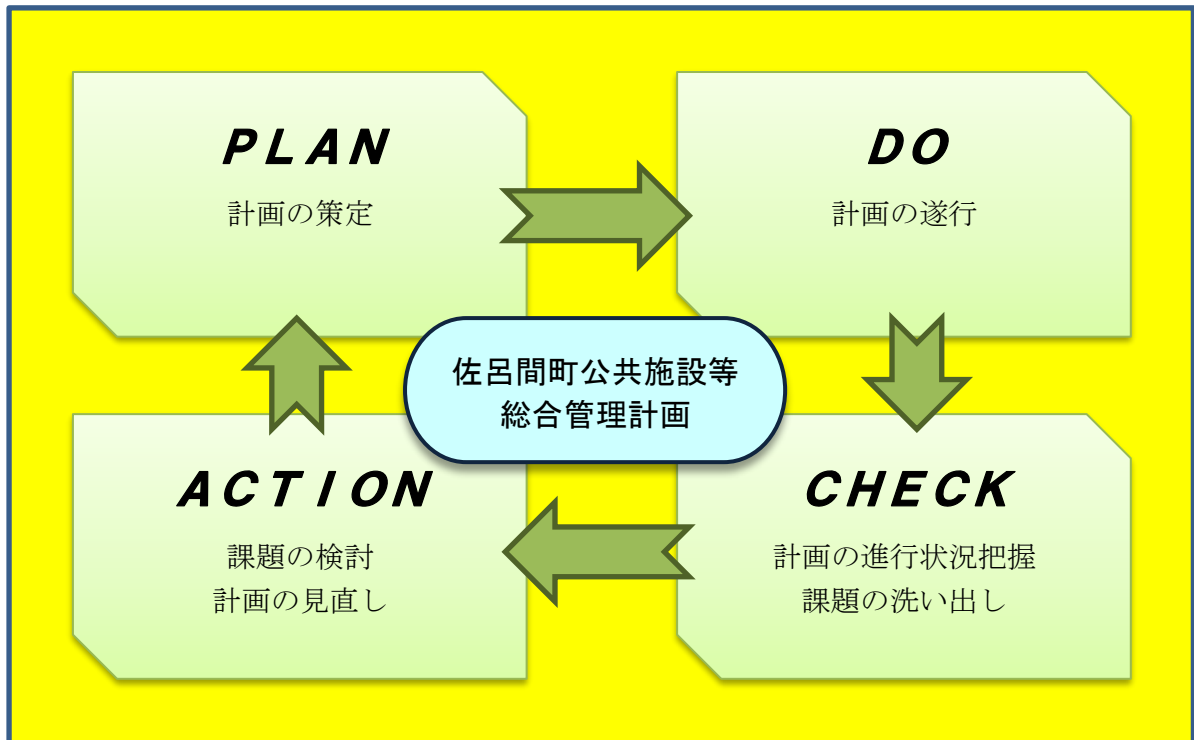 PLAN
計画の策定
DO
計画の遂行
佐呂間町公共施設等
総合管理計画
ACTION
課題の検討
計画の見直し
CHECK
計画の進行状況把握
課題の洗い出し